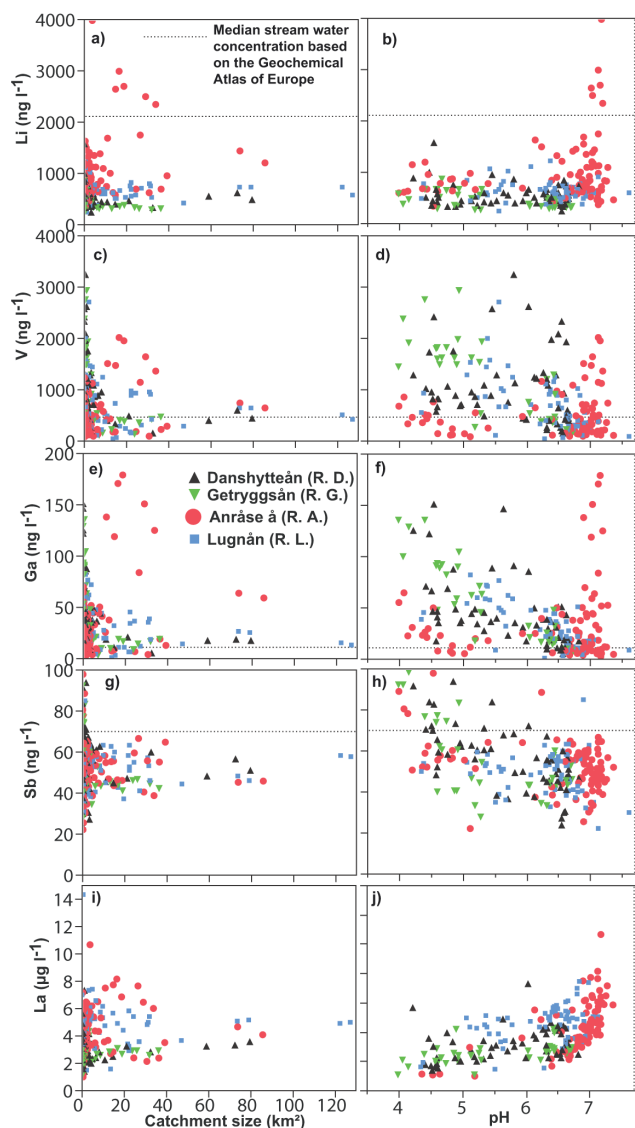 a)
Median stream water
concentration based
on the Geochemical
Atlas of Europe
b)
Li (ng l-1)
4000
3000
2000
1000
0
c)
d)
V (ng l-1)
4000
3000
2000
1000
0
e)
f)
Danshytteån (R. D.)
Getryggsån (R. G.)
Anråse å (R. A.)
Lugnån (R. L.)
Ga (ng l-1)
200
150
100
50
0
g)
h)
Sb (ng l-1)
100
80
60
40
20
0
i)
j)
La (µg l-1)
14
12
10
8
6
4
2
0
0 20 40 60 80 100 120
Catchment size (km²)
4 5 6 7
pH